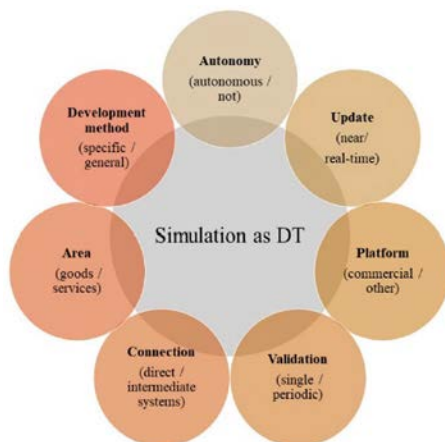 Autonomy
(autonomous /
not)
Development
method
(specific /
general)
Update
(near/
real-time)
Simulation as DT
Area
(goods /
services)
Platform
(commercial /
other)
Connection
(direct /
intermediate
systems)
Validation
(single /
periodic)